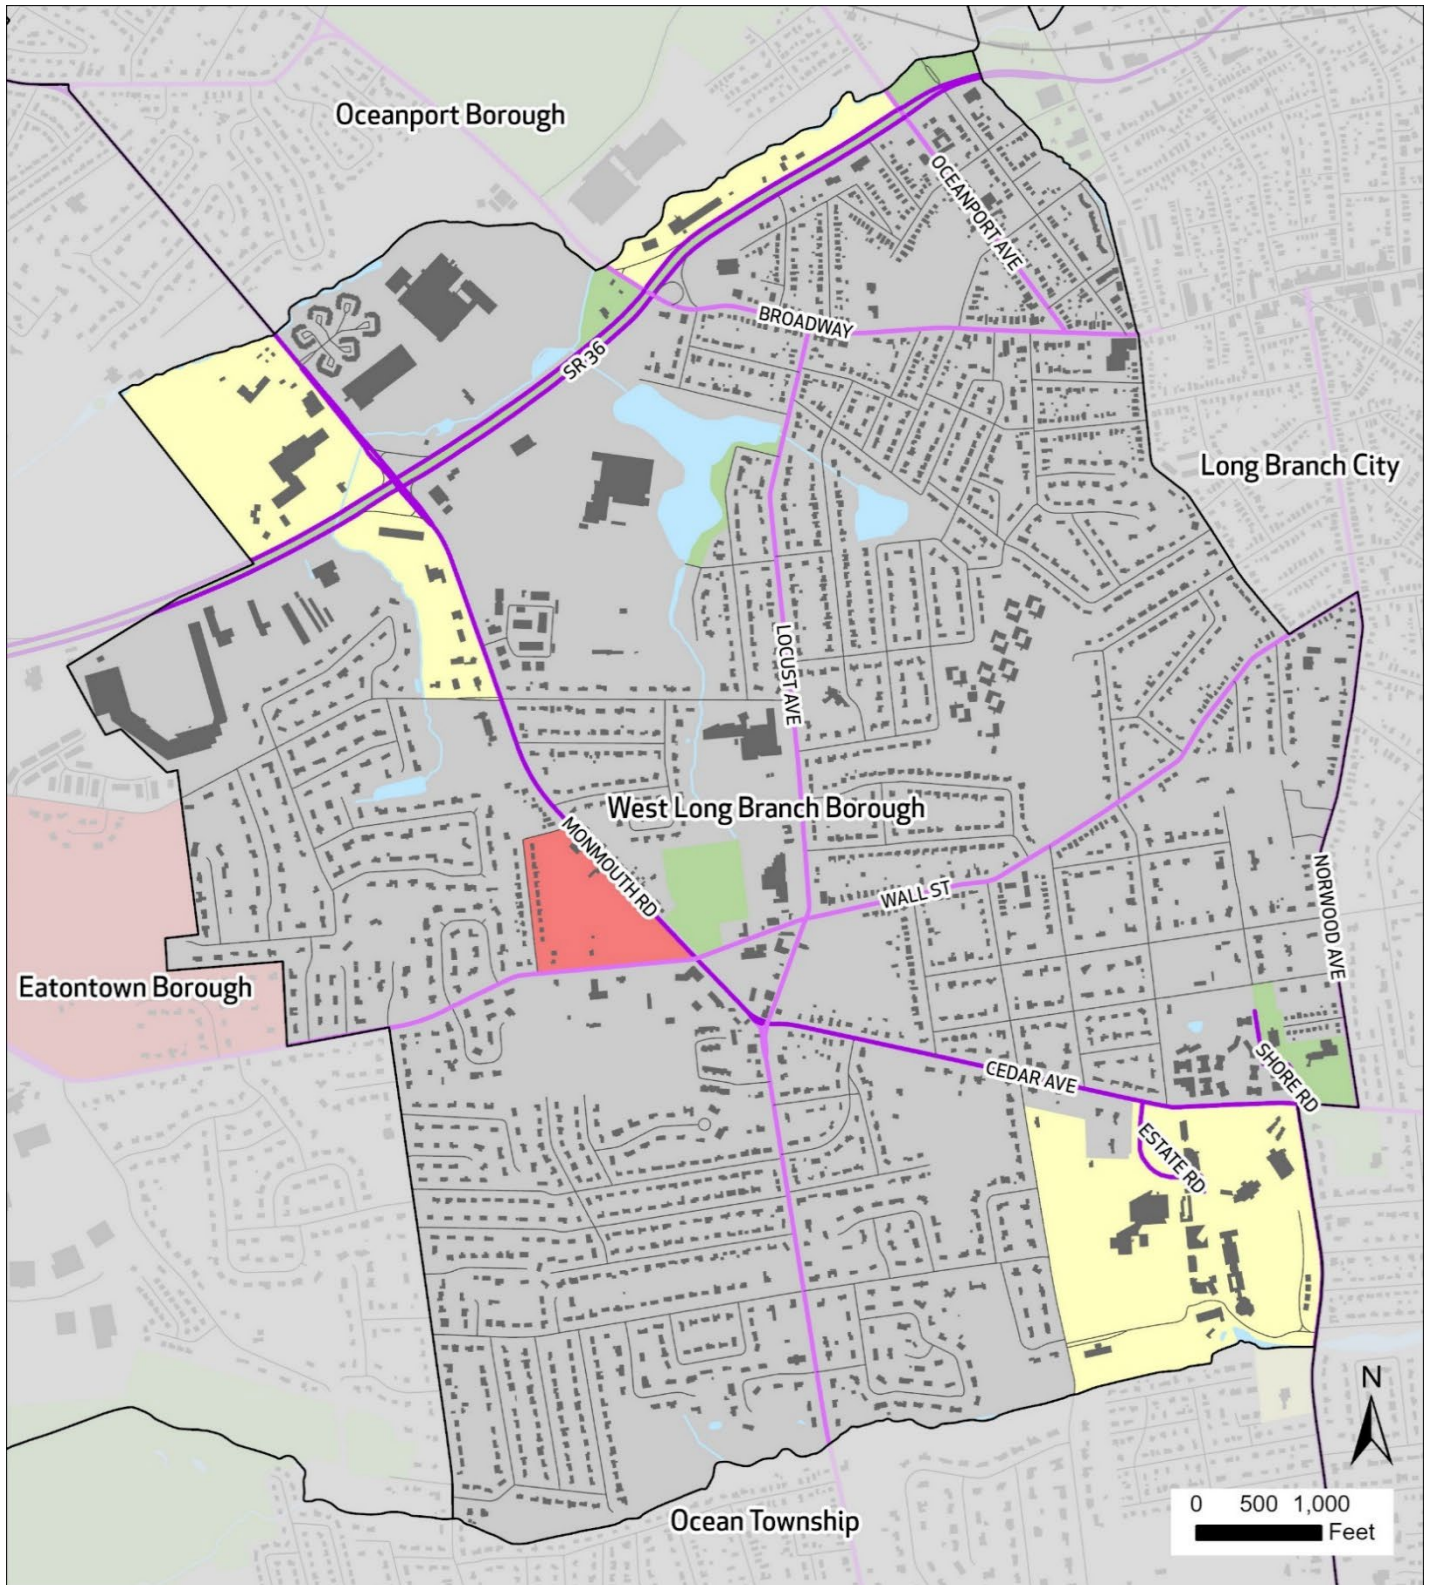 Oceanport Borough
OCEANPORT AVE
BROADWAY
SR 36
Long Branch City
LOCUST AVE
West Long Branch Borough
MONMOUTH RD
WALL ST
NORWOOD AVE
Eatontown Borough
SHORE RD
CEDAR AVE
ESTATE RD
N
0 500 1,000
Feet
Ocean Township